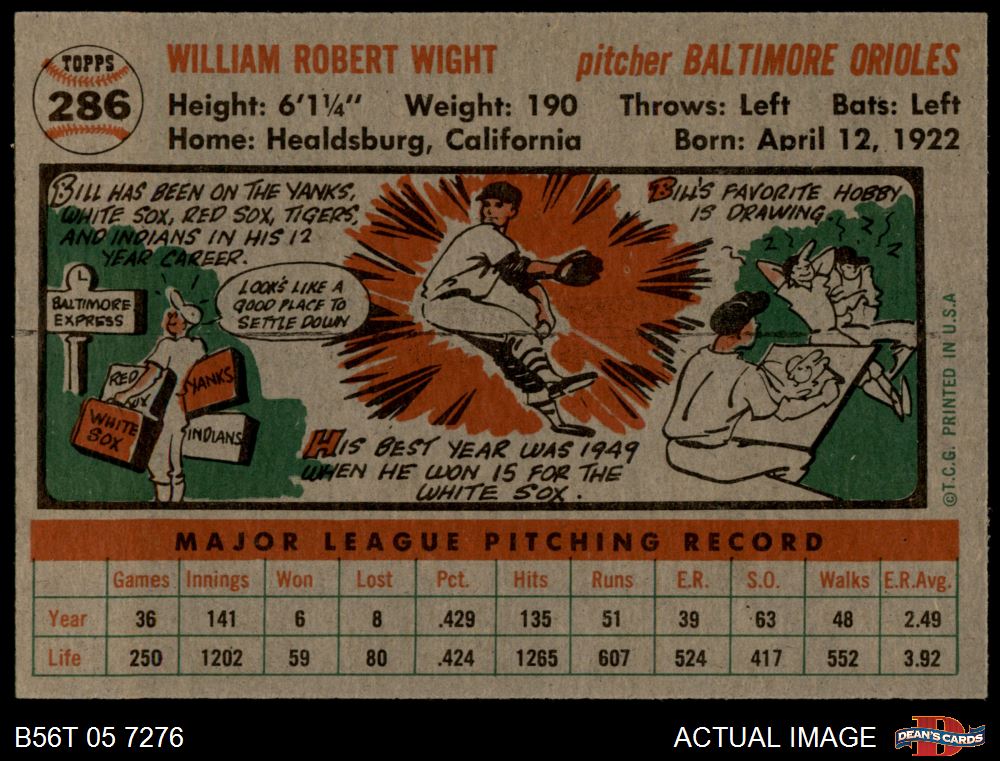 TOPPS
286
WILLIAM ROBERT WIGHT pitcher BALTIMORE ORIOLES
Height: 6'1¼" Weight: 190 Throws: Left Bats: Left
Home: Healdsburg, California Born: April 12, 1922
BILL HAS BEEN ON THE YANKS,
WHITE SOX, RED SOX, TIGERS,
AND INDIANS IN HIS 12
YEAR CAREER.
BALTIMORE
EXPRESS
LOOKS LIKE A
GOOD PLACE TO
SETTLE DOWN
RED
SOX
YANKS
WHITE
SOX
INDIANS
HIS BEST YEAR WAS 1949
WHEN HE WON 15 FOR THE
WHITE SOX.
BILL'S FAVORITE HOBBY
IS DRAWING.
Z Z Z
©T.C.G. PRINTED IN U.S.A
MAJOR LEAGUE PITCHING RECORD
Games Innings Won Lost Pct. Hits Runs E.R. S.O. Walks E.R.Avg.
Year 36 141 6 8 .429 135 51 39 63 48 2.49
Life 250 1202 59 80 .424 1265 607 524 417 552 3.92
B56T 05 7276 ACTUAL IMAGE DEAN'S CARDS